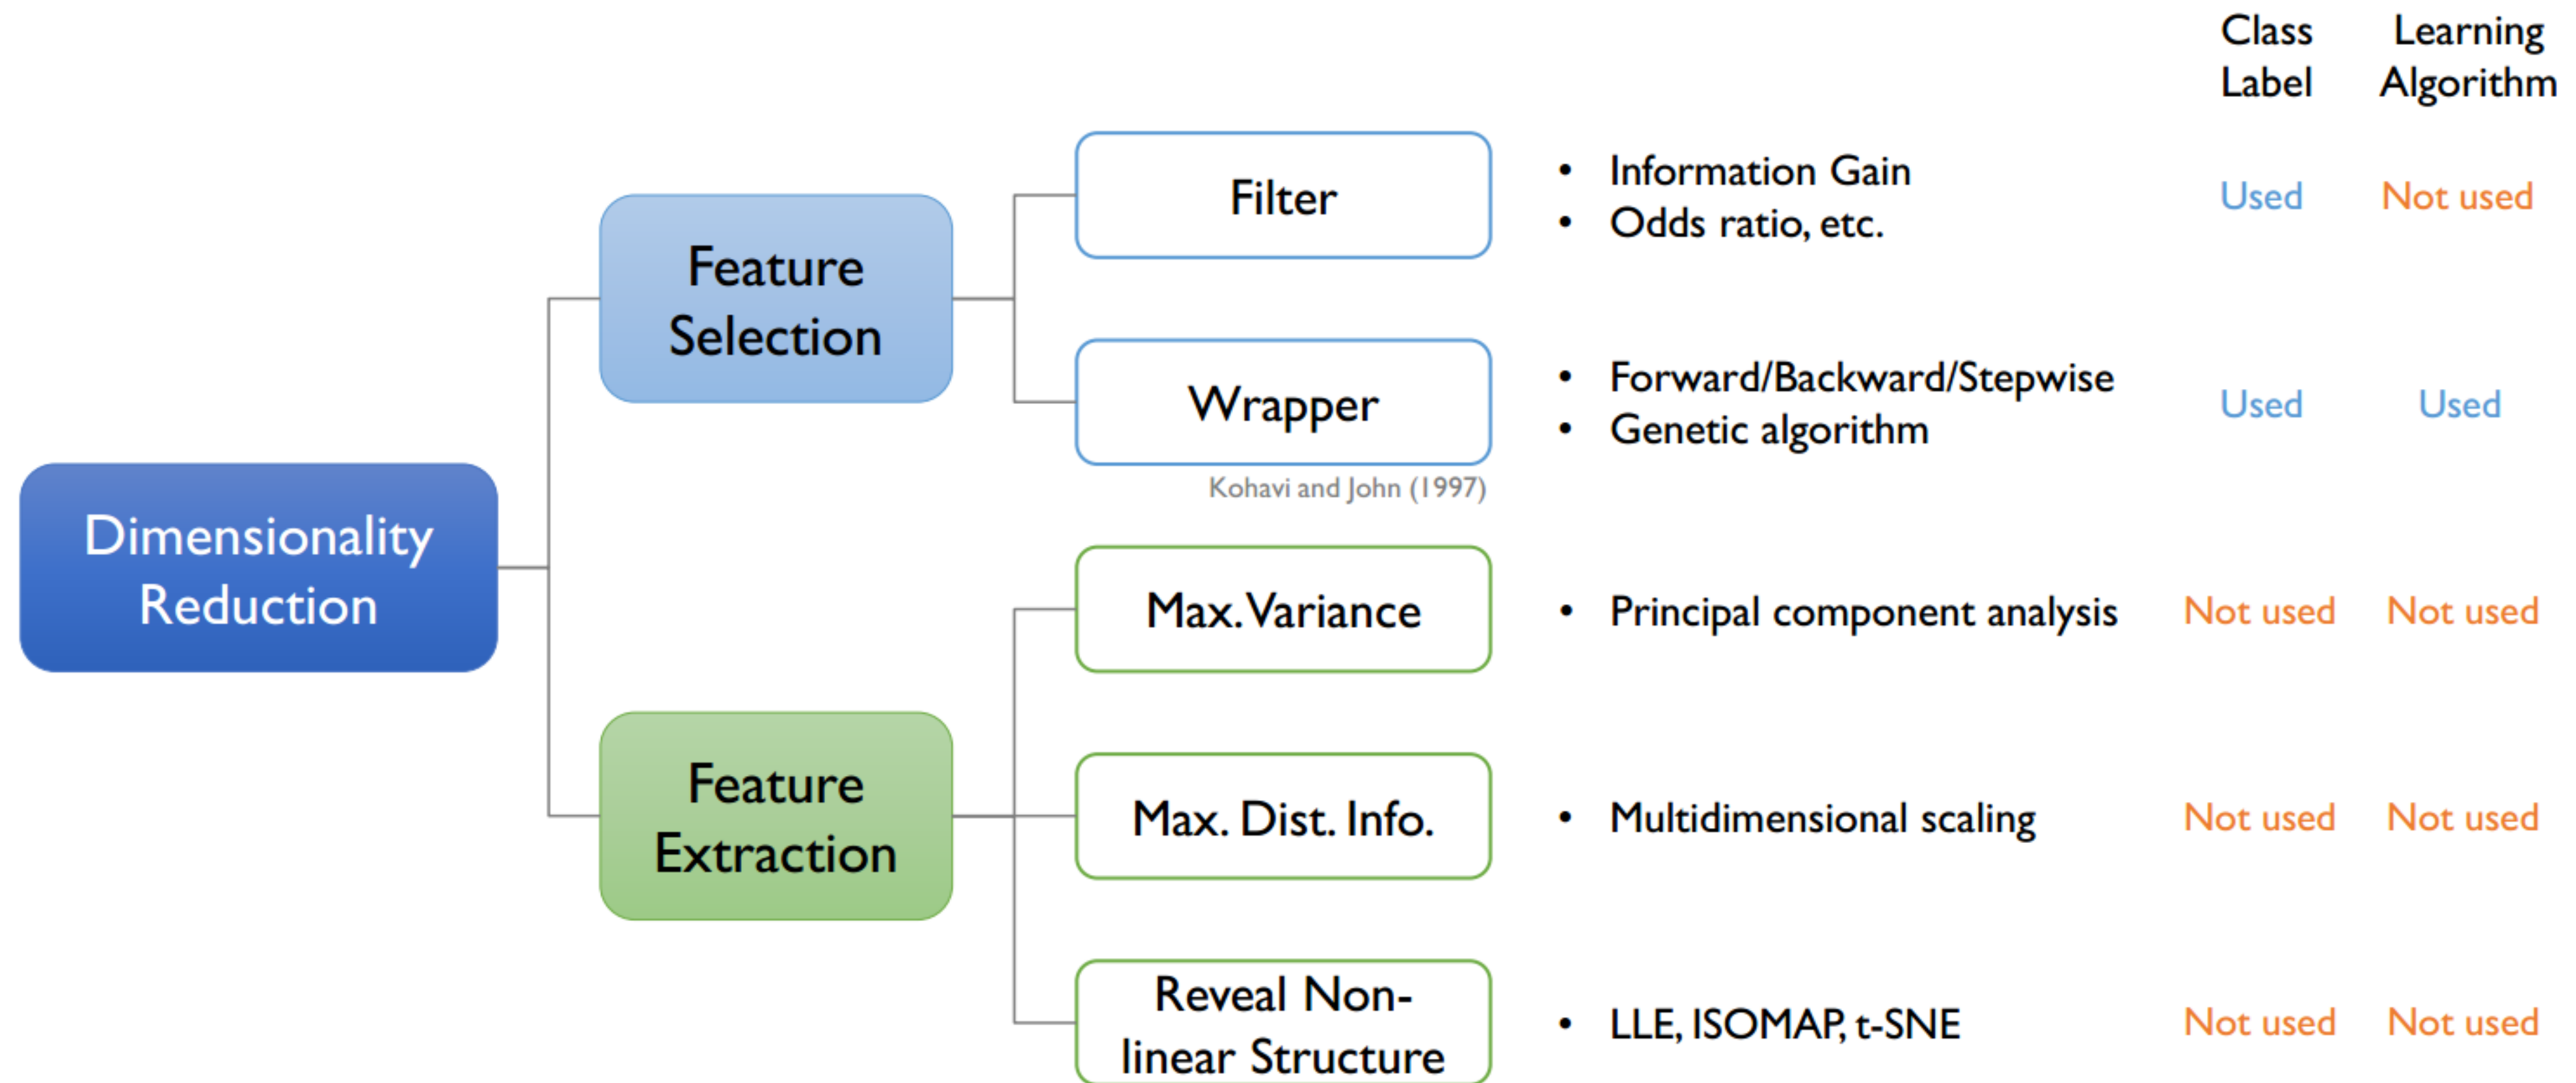 Class Learning
Label Algorithm
Filter
• Information Gain
• Odds ratio, etc.
Used Not used
Feature
Selection
Wrapper
• Forward/Backward/Stepwise
• Genetic algorithm
Used Used
Kohavi and John (1997)
Dimensionality
Reduction
Max. Variance
• Principal component analysis
Not used Not used
Feature
Extraction
Max. Dist. Info.
• Multidimensional scaling
Not used Not used
Reveal Non-
linear Structure
• LLE, ISOMAP, t-SNE
Not used Not used